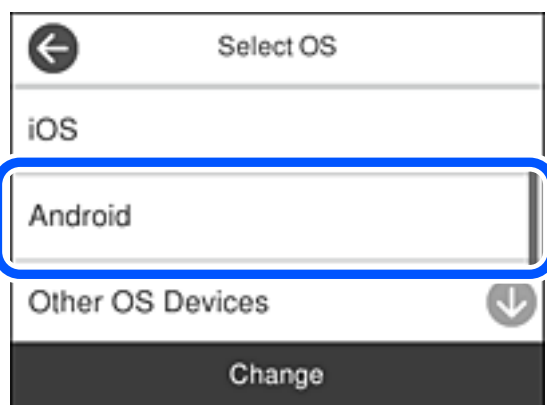 Select OS
iOS
Android
Other OS Devices
Change